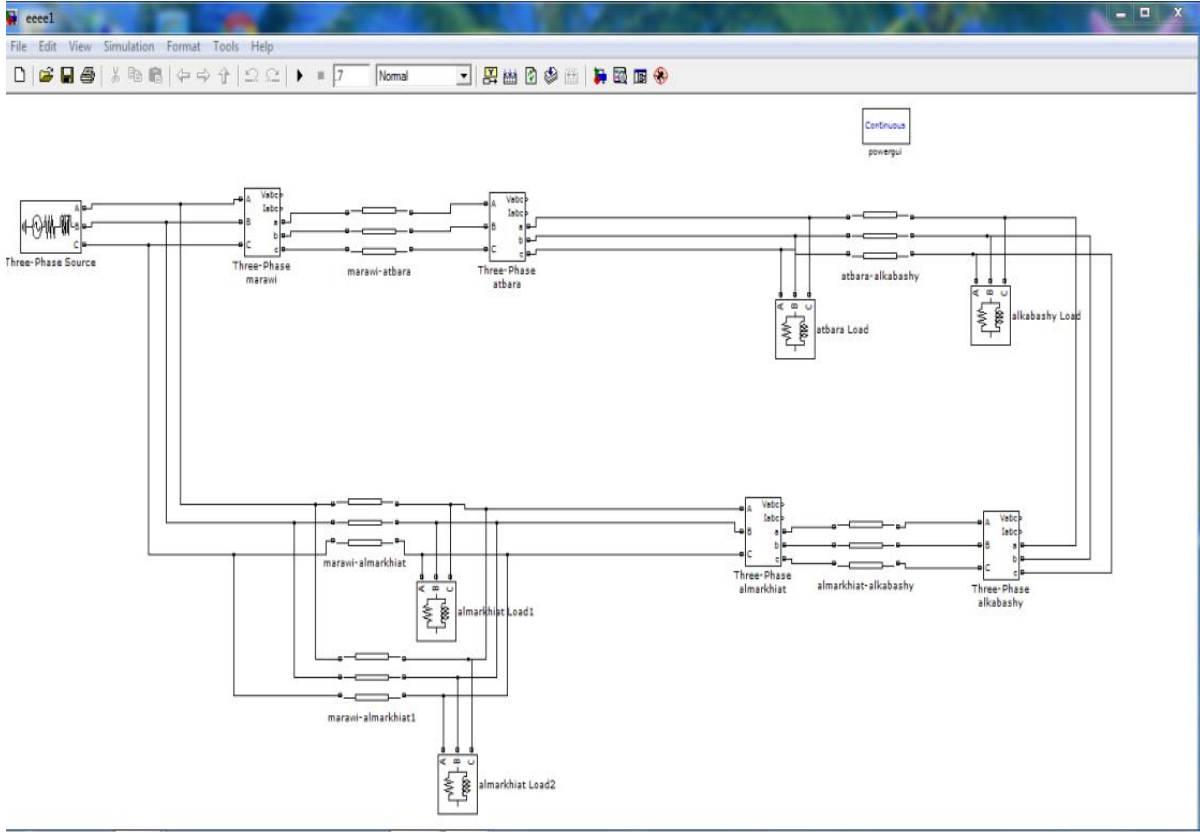 eeee1
File Edit View Simulation Format Tools Help
.7 Normal
Continuous
powergui
A B C
Three-Phase Source
A B C
Vabc
Iabc
a b c
Three-Phase
marawi
marawi-atbara
A B C
Vabc
Iabc
a b c
Three-Phase
atbara
atbara-alkabashy
A B C
atbara Load
A B C
alkabashy Load
marawi-almarkhiat
A B C
almarkhiat Load1
A B C
Vabc
Iabc
a b c
Three-Phase
almarkhiat
almarkhiat-alkabashy
A B C
Vabc
Iabc
a b c
Three-Phase
alkabashy
marawi-almarkhiat1
A B C
almarkhiat Load2